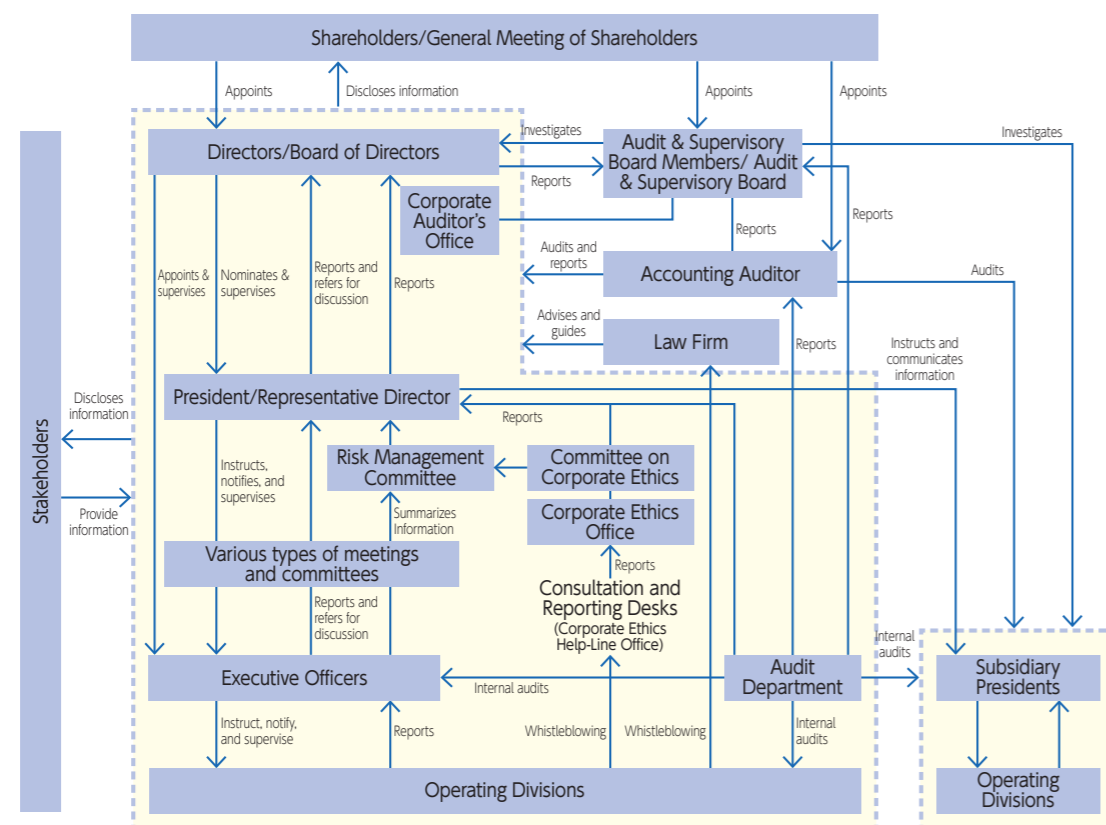 Shareholders/General Meeting of Shareholders
Appoints
Discloses information
Appoints
Appoints
Directors/Board of Directors
Investigates
Reports
Audit & Supervisory
Board Members/ Audit
& Supervisory Board
Investigates
Corporate
Auditor's
Office
Reports
Reports
Audits and
reports
Accounting Auditor
Audits
Appoints &
supervises
Nominates &
supervises
Reports and
refers for
discussion
Reports
Advises and
guides
Law Firm
Reports
Instructs and
communicates
information
President/Representative Director
Reports
Stakeholders
Discloses
information
Provide
information
Instructs,
notifies, and
supervises
Risk Management
Committee
Committee on
Corporate Ethics
Summarizes
Information
Corporate Ethics
Office
Various types of meetings
and committees
Reports
Consultation and
Reporting Desks
(Corporate Ethics
Help-Line Office)
Reports and
refers for
discussion
Executive Officers
Internal audits
Audit
Department
Internal
audits
Subsidiary
Presidents
Instruct, notify,
and supervise
Reports
Whistleblowing
Whistleblowing
Internal
audits
Operating Divisions
Operating
Divisions